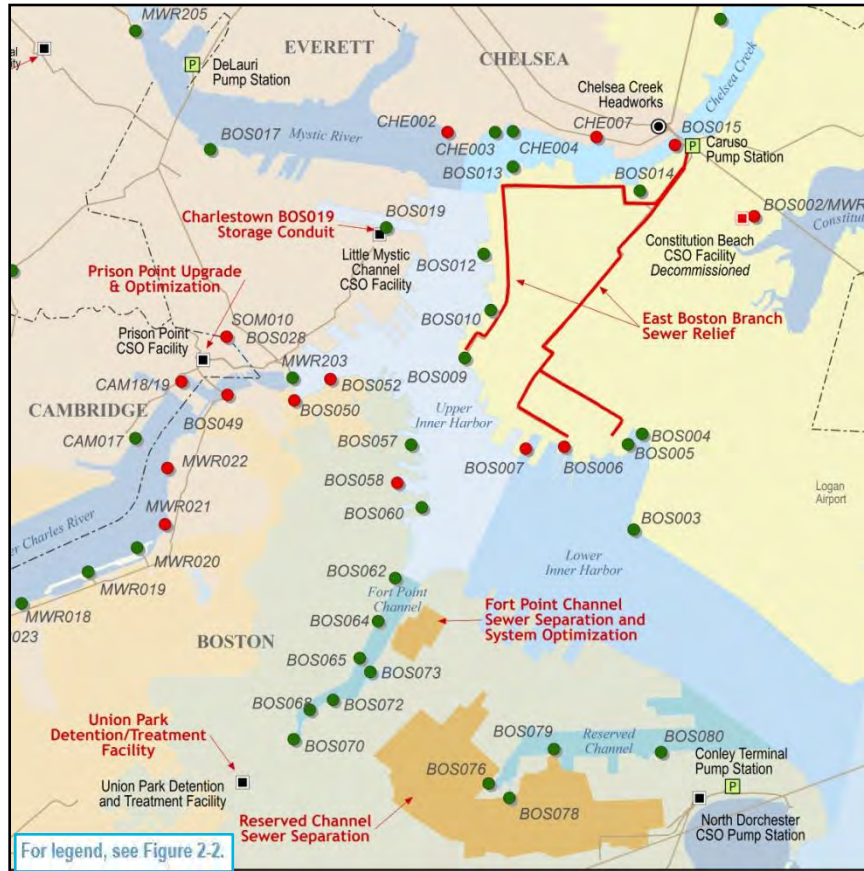 MWR205
EVERETT
CHELSEA
DeLauri
Pump Station
Chelsea Creek
Headworks
Chelsea Creek
BOS017
Mystic River
CHE002
CHE003
CHE004
CHE007
BOS015
Caruso
Pump Station
BOS013
BOS014
BOS002/MWR
Constitut
Constitution Beach
CSO Facility
Decommissioned
Charlestown BOS019
Storage Conduit
BOS019
Little Mystic
Channel
CSO Facility
BOS012
Prison Point Upgrade
& Optimization
SOM010
BOS028
BOS010
East Boston Branch
Sewer Relief
Prison Point
CSO Facility
MWR203
BOS009
CAM18/19
BOS052
CAMBRIDGE
BOS049
BOS050
Upper
Inner Harbor
CAM017
BOS057
BOS004
BOS005
BOS007
BOS006
MWR022
BOS058
Logan
Airport
MWR021
BOS060
BOS003
er Charles River
MWR020
MWR019
MWR018
023
Lower
Inner Harbor
BOS062
Fort Point
Channel
Fort Point Channel
Sewer Separation and
System Optimization
BOS064
BOSTON
BOS065
BOS073
BOS068
BOS072
BOS070
Union Park
Detention/Treatment
Facility
BOS079
Reserved
Channel
BOS080
Conley Terminal
Pump Station
BOS076
Union Park Detention
and Treatment Facility
BOS078
Reserved Channel
Sewer Separation
North Dorchester
CSO Pump Station
For legend, see Figure 2-2.